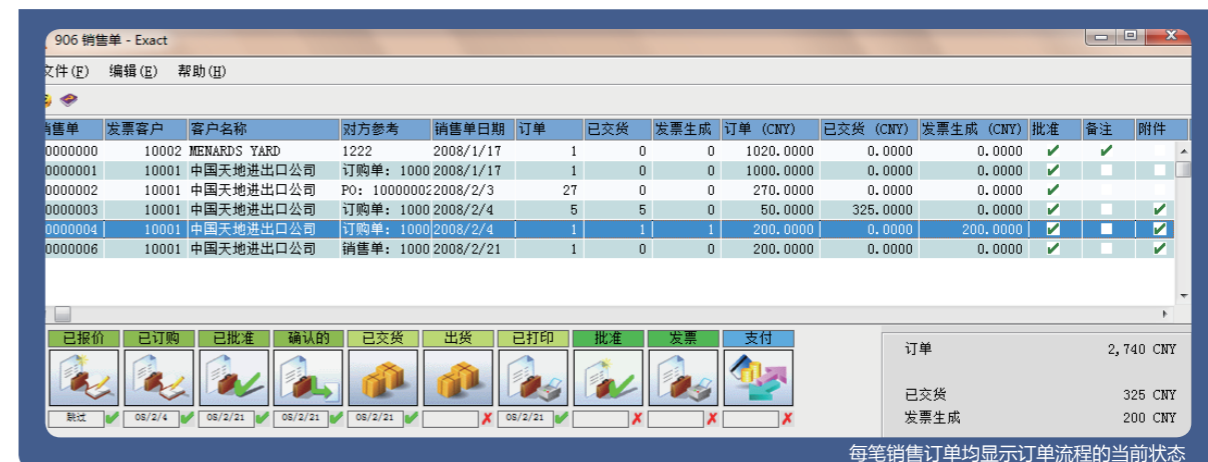 906 销售单 - Exact
文件(F) 编辑(E) 帮助(H)
销售单 发票客户 客户名称 对方参考 销售单日期 订单 已交货 发票生成 订单 (CNY) 已交货 (CNY) 发票生成 (CNY) 批准 备注 附件
0000000 10002 MENARDS YARD 1222 2008/1/17 1 0 0 1020.0000 0.0000 0.0000
0000001 10001 中国天地进出口公司 订购单: 1000 2008/1/17 1 0 0 1000.0000 0.0000 0.0000
0000002 10001 中国天地进出口公司 PO: 10000002 2008/2/3 27 0 0 270.0000 0.0000 0.0000
0000003 10001 中国天地进出口公司 订购单: 1000 2008/2/4 5 5 0 50.0000 325.0000 0.0000
0000004 10001 中国天地进出口公司 订购单: 1000 2008/2/4 1 1 1 200.0000 0.0000 200.0000
0000006 10001 中国天地进出口公司 销售单: 1000 2008/2/21 1 0 0 200.0000 0.0000 0.0000
已报价 已订购 已批准 确认的 已交货 出货 已打印 批准 发票 支付
跳过 08/2/4 08/2/21 08/2/21 08/2/21 08/2/21
订单 2,740 CNY
已交货 325 CNY
发票生成 200 CNY
每笔销售订单均显示订单流程的当前状态